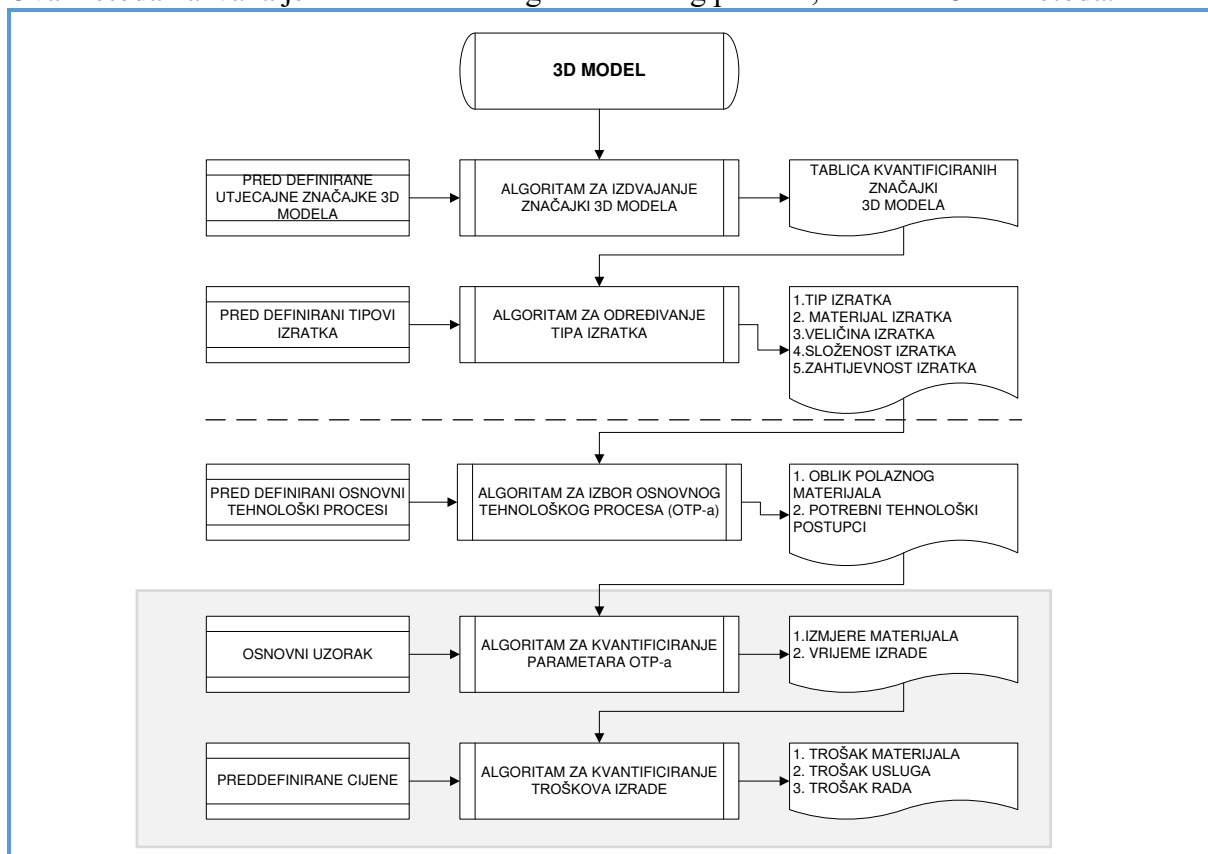 3D MODEL
PRED DEFINIRANE
UTJECAJNE ZNAČAJKE 3D
MODELA
ALGORITAM ZA IZDVAJANJE
ZNAČAJKI 3D MODELA
TABLICA KVANTIFICIRANIH
ZNAČAJKI
3D MODELA
PRED DEFINIRANI TIPOVI
IZRATKA
ALGORITAM ZA ODREĐIVANJE
TIPA IZRATKA
1.TIP IZRATKA
2. MATERIJAL IZRATKA
3.VELIČINA IZRATKA
4.SLOŽENOST IZRATKA
5.ZAHTIJEVNOST IZRATKA
PRED DEFINIRANI OSNOVNI
TEHNOLOŠKI PROCESI
ALGORITAM ZA IZBOR OSNOVNOG
TEHNOLOŠKOG PROCESA (OTP-a)
1. OBLIK POLAZNOG
MATERIJALA
2. POTREBNI TEHNOLOŠKI
POSTUPCI
OSNOVNI UZORAK
ALGORITAM ZA KVANTIFICIRANJE
PARAMETARA OTP-a
1.IZMJERE MATERIJALA
2. VRIJEME IZRADE
PREDDEFINIRANE CIJENE
ALGORITAM ZA KVANTIFICIRANJE
TROŠKOVA IZRADE
1. TROŠAK MATERIJALA
2. TROŠAK USLUGA
3. TROŠAK RADA